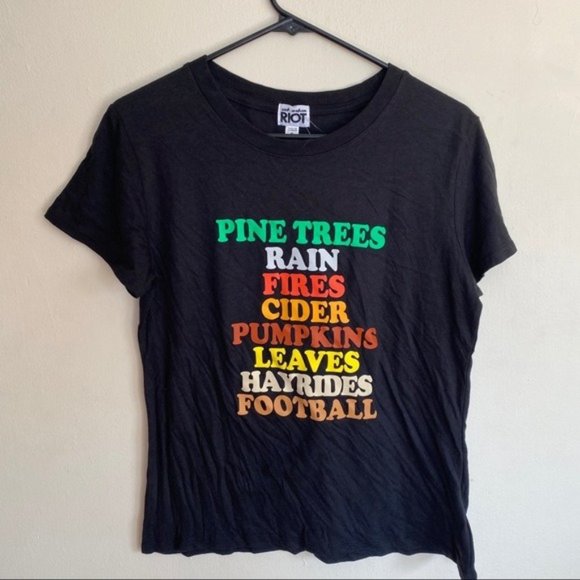 RIOT
PINE TREES
RAIN
FIRES
CIDER
PUMPKINS
LEAVES
HAYRIDES
FOOTBALL